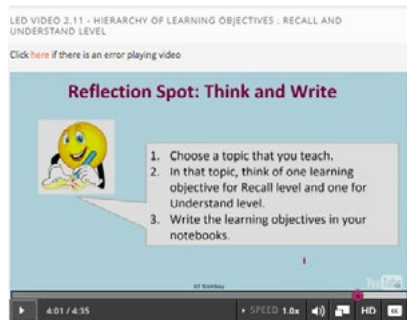 LED VIDEO 2.11 - HIERARCHY OF LEARNING OBJECTIVES . RECALL AND
UNDERSTAND LEVEL
Click here if there is an error playing video
Reflection Spot: Think and Write
1. Choose a topic that you teach.
2. In that topic, think of one learning
objective for Recall level and one for
Understand level.
3. Write the learning objectives in your
notebooks.
IIT Bombay
YouTube
4:01 / 4:35
SPEED 1.0x
HD